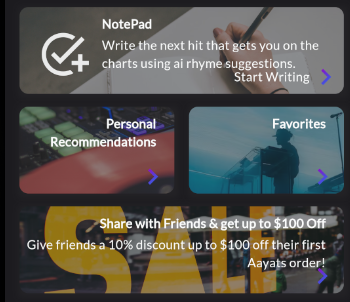 NotePad
Write the next hit that gets you on the
charts using ai rhyme suggestions.
Start Writing
Personal
Recommendations
Favorites
SALE
Share with Friends & get up to $100 Off
Give friends a 10% discount up to $100 off their first
Aayats order!